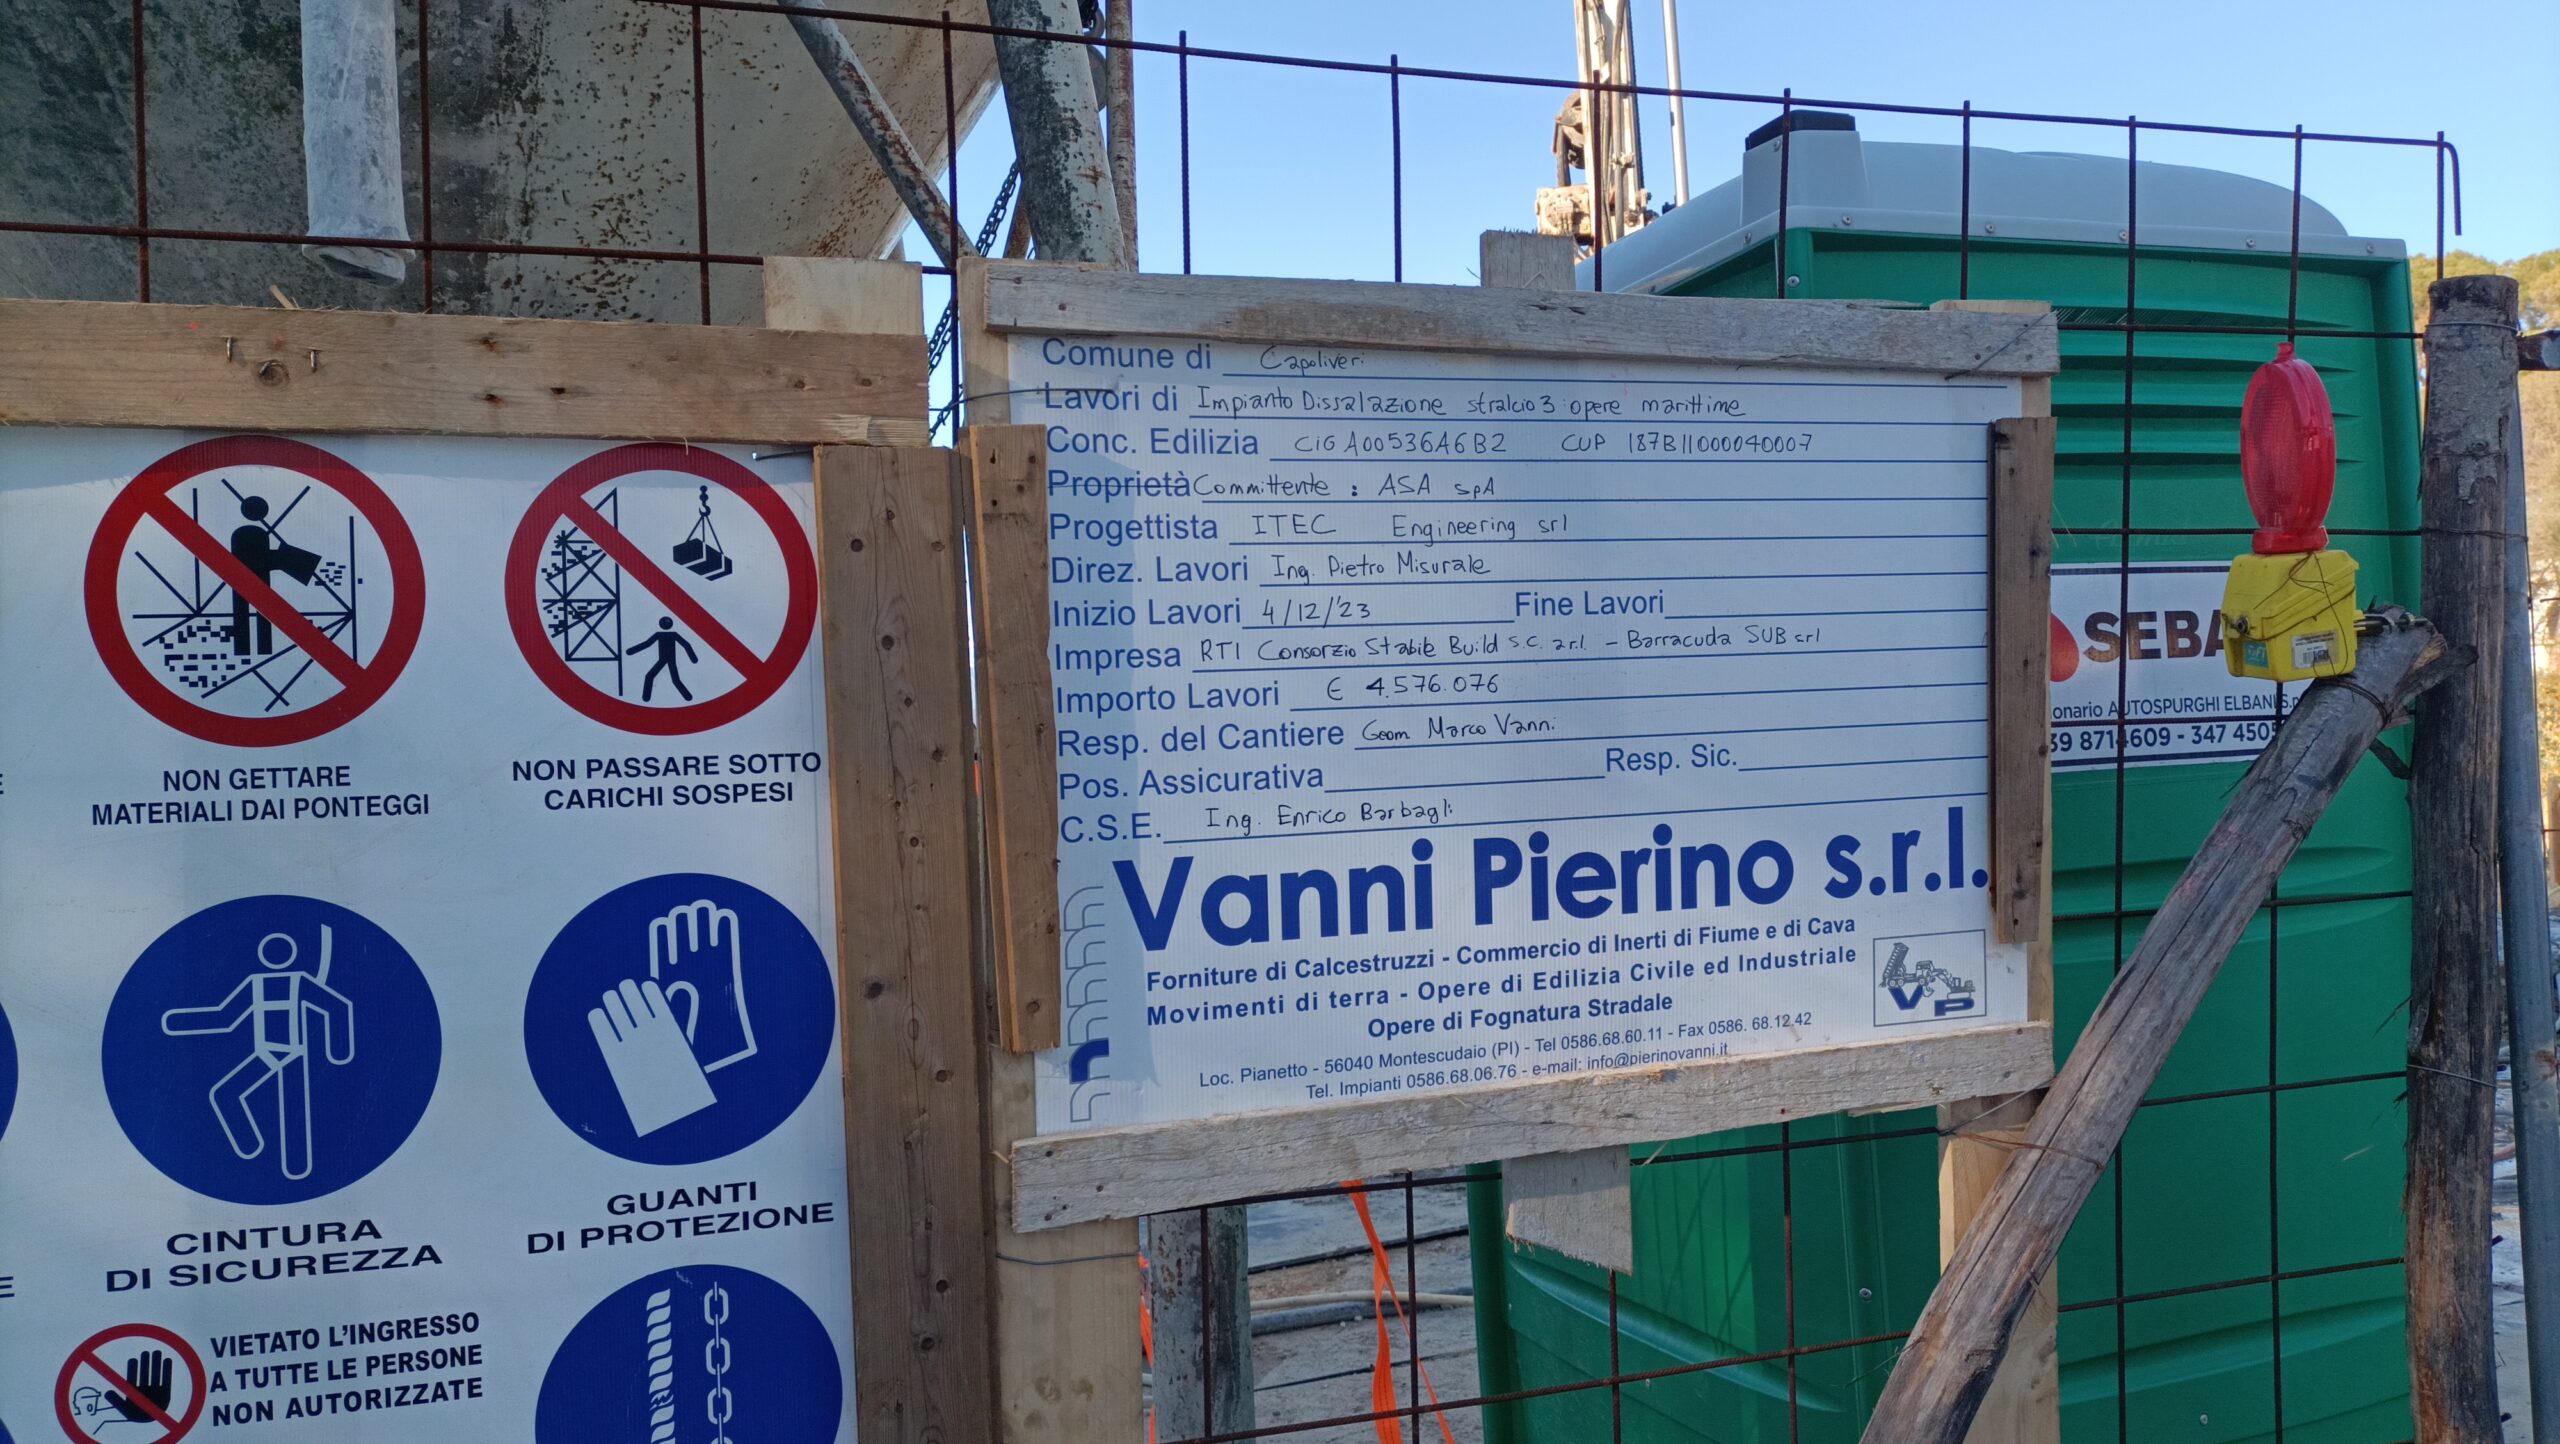 NON GETTARE
MATERIALI DAI PONTEGGI
NON PASSARE SOTTO
CARICHI SOSPESI
CINTURA
DI SICUREZZA
GUANTI
DI PROTEZIONE
VIETATO L'INGRESSO
A TUTTE LE PERSONE
NON AUTORIZZATE
Comune di Capoliveri
Lavori di Impianto Dissalazione stralcio 3 opere marittime
Conc. Edilizia CIG A00536A6B2 CUP I87B11000040007
Proprietà Committente : ASA SpA
Progettista ITEC Engineering srl
Direz. Lavori Ing. Pietro Misurale
Inizio Lavori 4/12/'23 Fine Lavori
Impresa RTI Consorzio Stabile Build s.c. a r.l. - Barracuda SUB srl
Importo Lavori € 4.576.076
Resp. del Cantiere Geom Marco Vanni
Pos. Assicurativa Resp. Sic.
C.S.E. Ing. Enrico Barbagli
Vanni Pierino s.r.l.
Forniture di Calcestruzzi - Commercio di Inerti di Fiume e di Cava
Movimenti di terra - Opere di Edilizia Civile ed Industriale
Opere di Fognatura Stradale
Loc. Pianetto - 56040 Montescudaio (PI) - Tel 0586.68.60.11 - Fax 0586. 68.12.42
Tel. Impianti 0586.68.06.76 - e-mail: info@pierinovanni.it
VP
SEBA
onario AUTOSPURGHI ELBANI S.n
39 8714609 - 347 4505